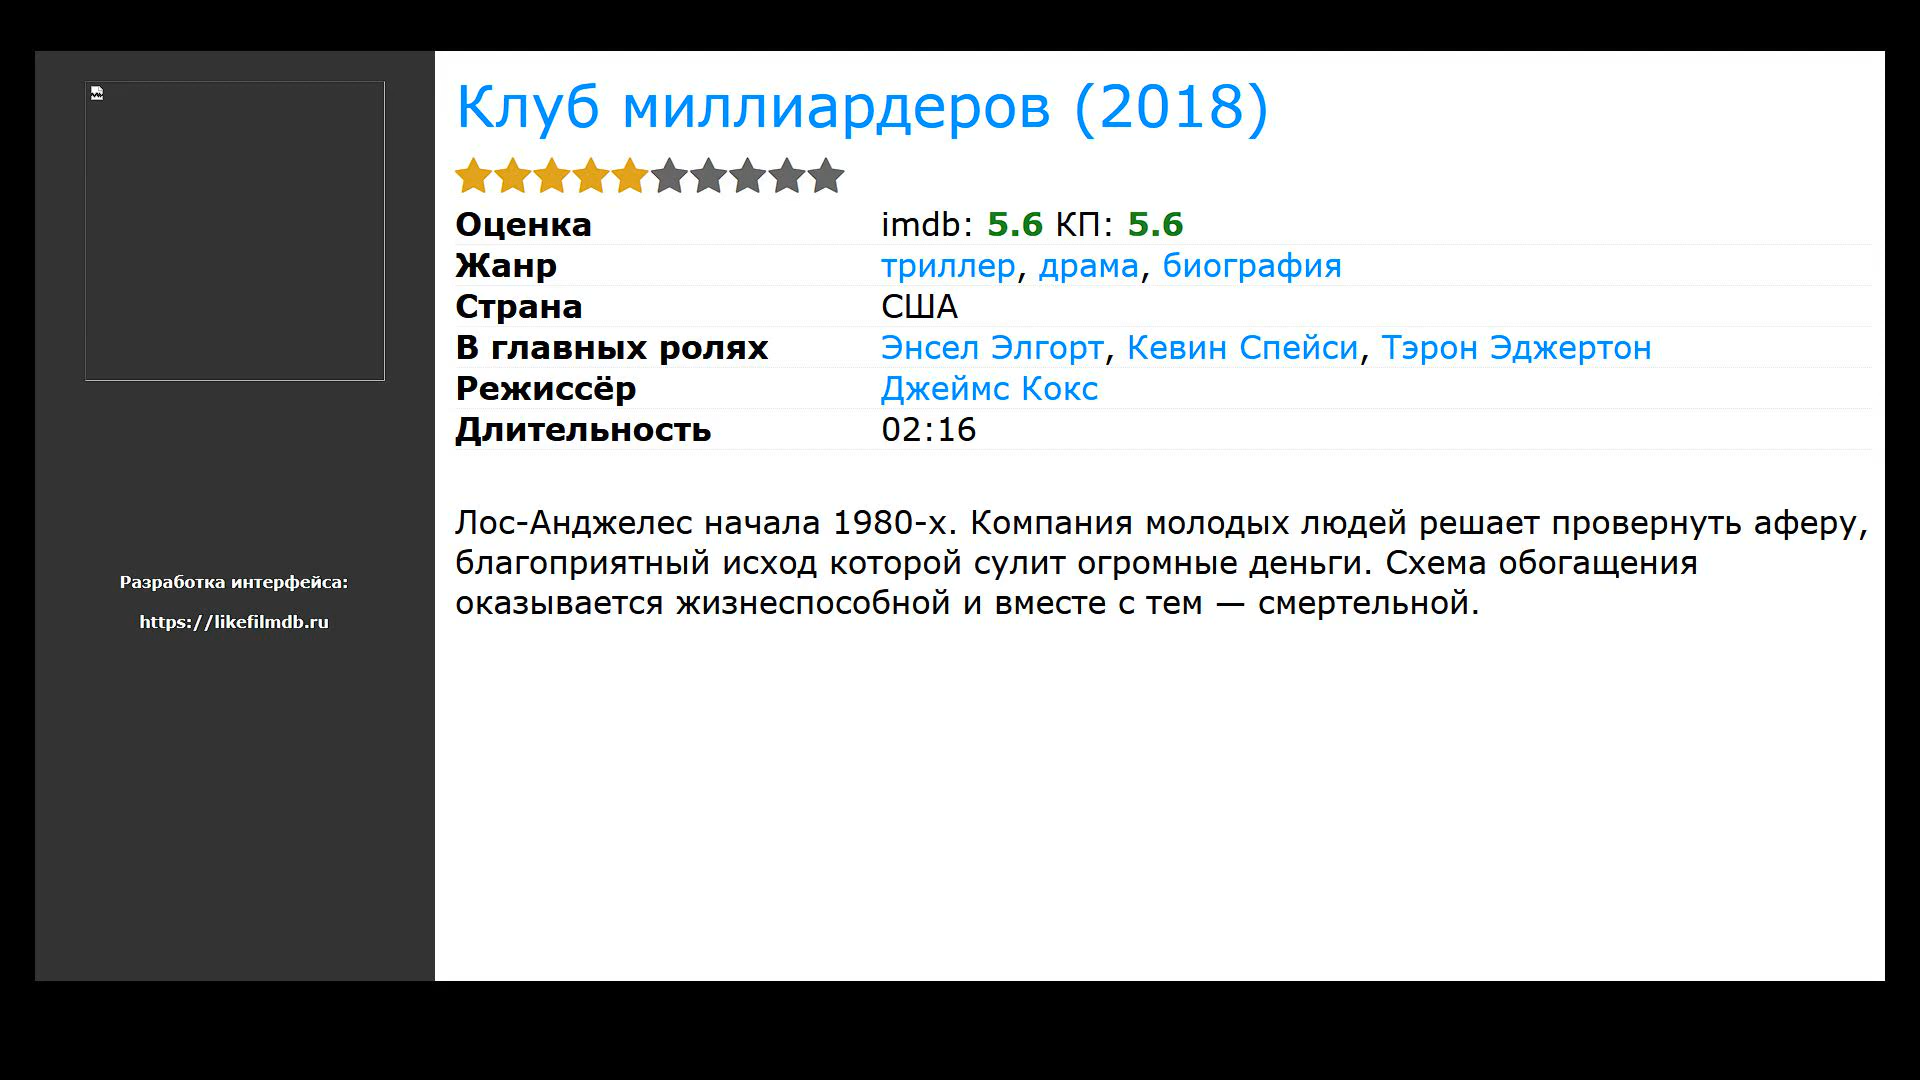 Клуб миллиардеров (2018)
Оценка imdb: 5.6 КП: 5.6
Жанр триллер, драма, биография
Страна США
В главных ролях Энсел Элгорт, Кевин Спейси, Тэрон Эджертон
Режиссёр Джеймс Кокс
Длительность 02:16
Лос-Анджелес начала 1980-х. Компания молодых людей решает провернуть аферу,
благоприятный исход которой сулит огромные деньги. Схема обогащения
оказывается жизнеспособной и вместе с тем — смертельной.
Разработка интерфейса:
https://likefilmdb.ru